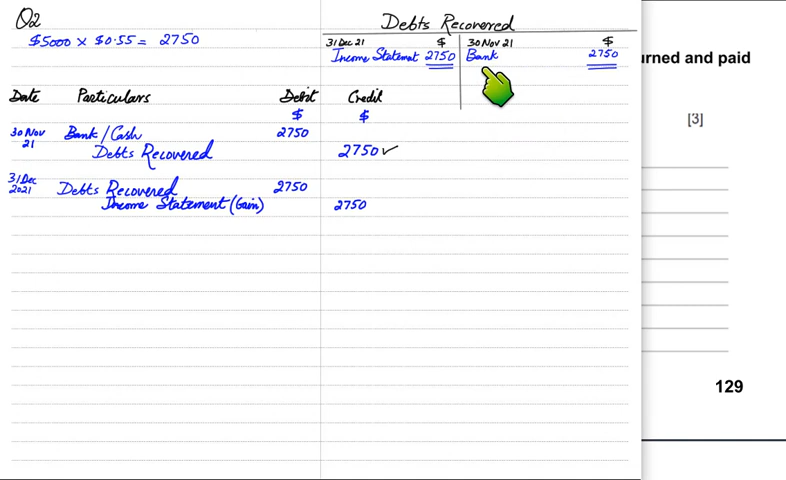 Q2
$5000 x $0.55 = 2750
Debts Recovered
31 Dec 21 $ 30 Nov 21 $
Income Statemat 2750 Bank 2750
Date Particulars Debit Credit
$ $
30 Nov 21 Bank/Cash 2750
Debts Recovered 2750 ✓
31 Dec 2021 Debts Recovered 2750
Income Statement (Gain) 2750
urned and paid
[3]
129